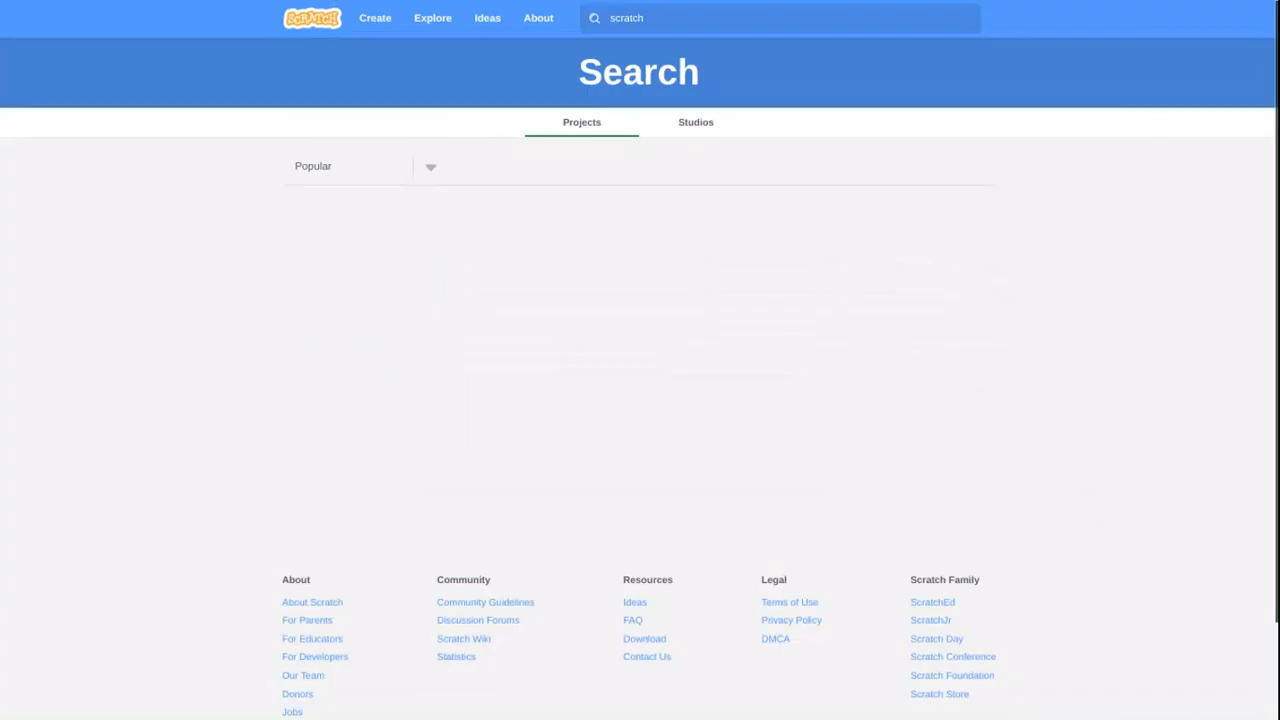 SCRATCH Create Explore Ideas About scratch
Search
Projects Studios
Popular
About Community Resources Legal Scratch Family
About Scratch Community Guidelines Ideas Terms of Use ScratchEd
For Parents Discussion Forums FAQ Privacy Policy ScratchJr
For Educators Scratch Wiki Download DMCA Scratch Day
For Developers Statistics Contact Us Scratch Conference
Our Team Scratch Foundation
Donors Scratch Store
Jobs